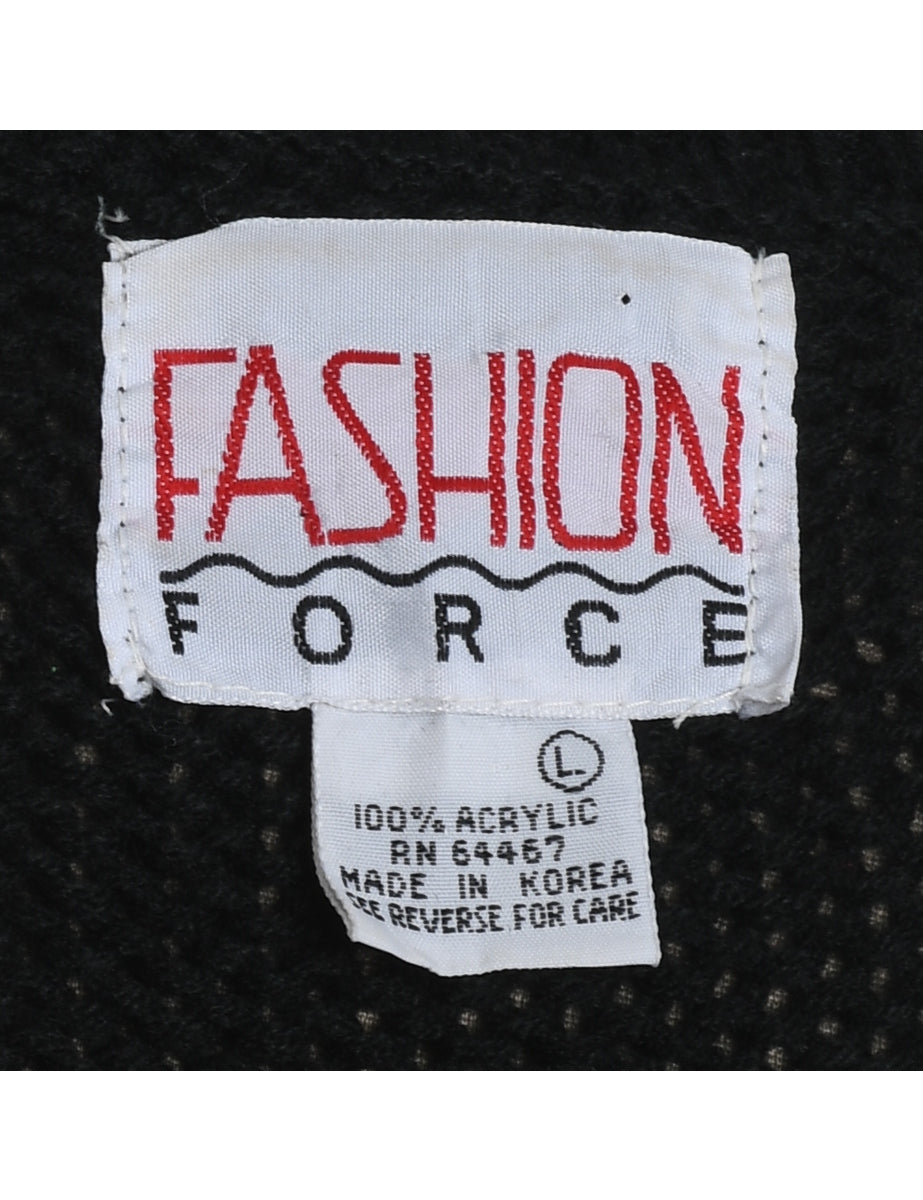 FASHION
FORCE
L
100% ACRYLIC
RN 64467
MADE IN KOREA
SEE REVERSE FOR CARE